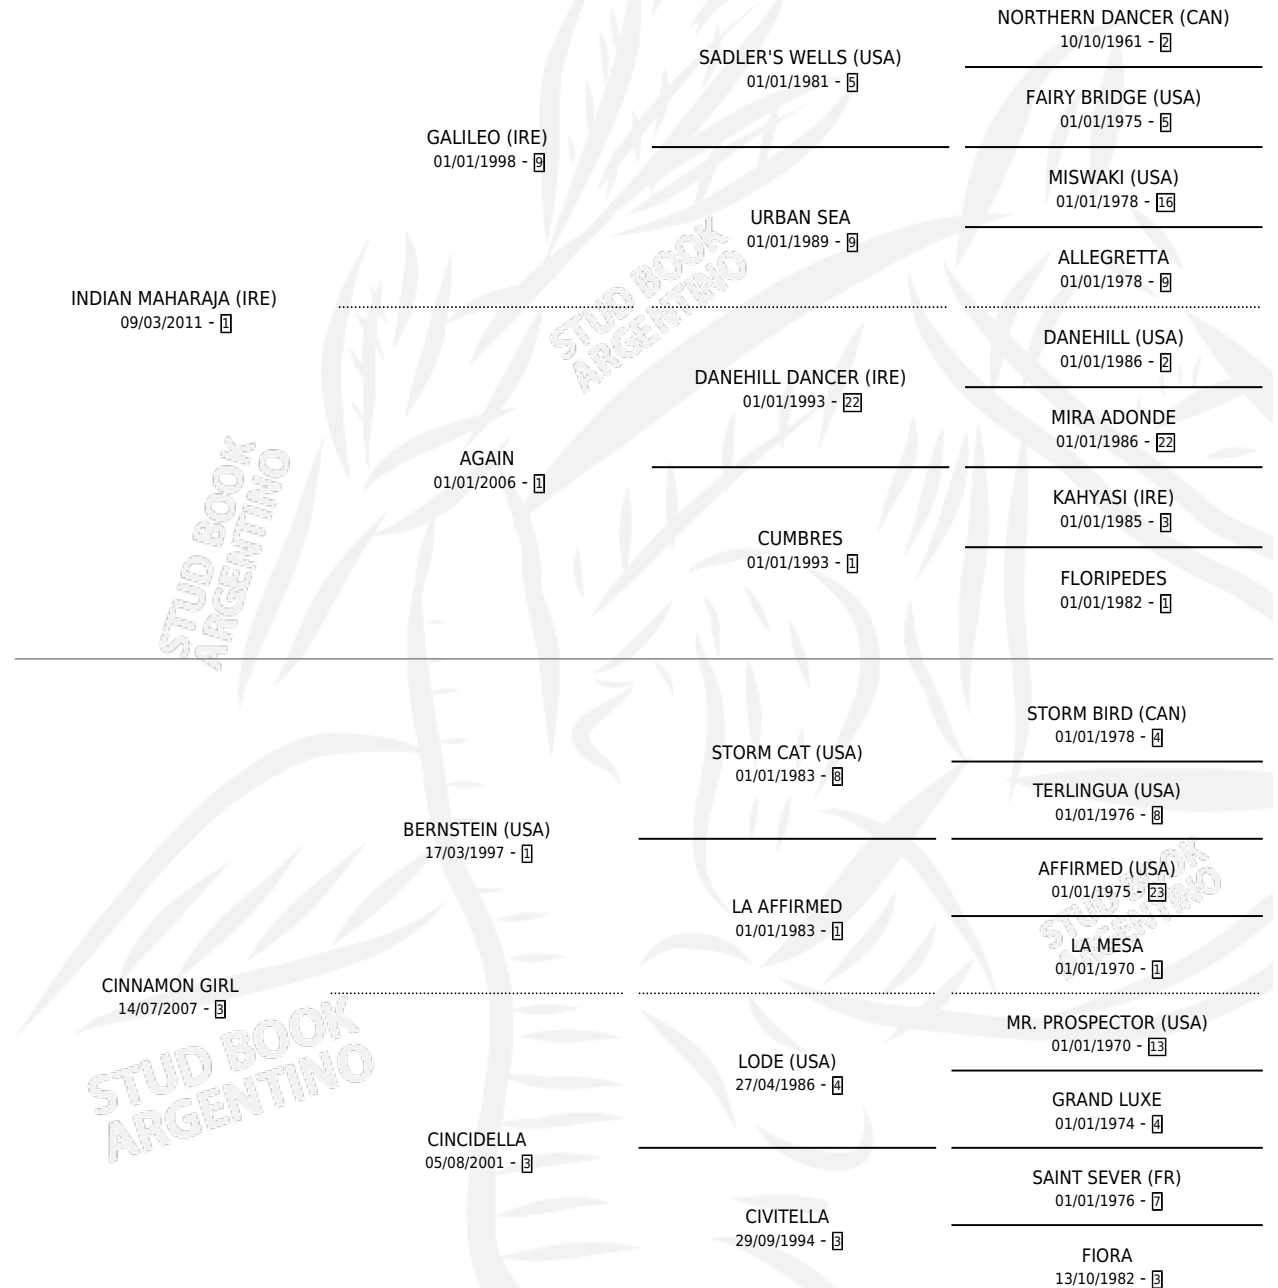 NORTHERN DANCER (CAN)
10/10/1961 - 2
SADLER'S WELLS (USA)
01/01/1981 - 5
FAIRY BRIDGE (USA)
01/01/1975 - 5
GALILEO (IRE)
01/01/1998 - 9
MISWAKI (USA)
01/01/1978 - 16
URBAN SEA
01/01/1989 - 9
ALLEGRETTA
01/01/1978 - 9
INDIAN MAHARAJA (IRE)
09/03/2011 - 1
STUD BOOK
ARGENTINO
DANEHILL (USA)
01/01/1986 - 2
DANEHILL DANCER (IRE)
01/01/1993 - 22
MIRA ADONDE
01/01/1986 - 22
AGAIN
01/01/2006 - 1
KAHYASI (IRE)
01/01/1985 - 3
CUMBRES
01/01/1993 - 1
FLORIPEDES
01/01/1982 - 1
STUD BOOK
ARGENTINO
STORM BIRD (CAN)
01/01/1978 - 4
STORM CAT (USA)
01/01/1983 - 8
TERLINGUA (USA)
01/01/1976 - 8
BERNSTEIN (USA)
17/03/1997 - 1
AFFIRMED (USA)
01/01/1975 - 23
LA AFFIRMED
01/01/1983 - 1
STUD BOOK
ARGENTINO
LA MESA
01/01/1970 - 1
CINNAMON GIRL
14/07/2007 - 3
STUD BOOK
ARGENTINO
MR. PROSPECTOR (USA)
01/01/1970 - 13
LODE (USA)
27/04/1986 - 4
GRAND LUXE
01/01/1974 - 4
CINCIDELLA
05/08/2001 - 3
SAINT SEVER (FR)
01/01/1976 - 7
CIVITELLA
29/09/1994 - 3
FIORA
13/10/1982 - 3